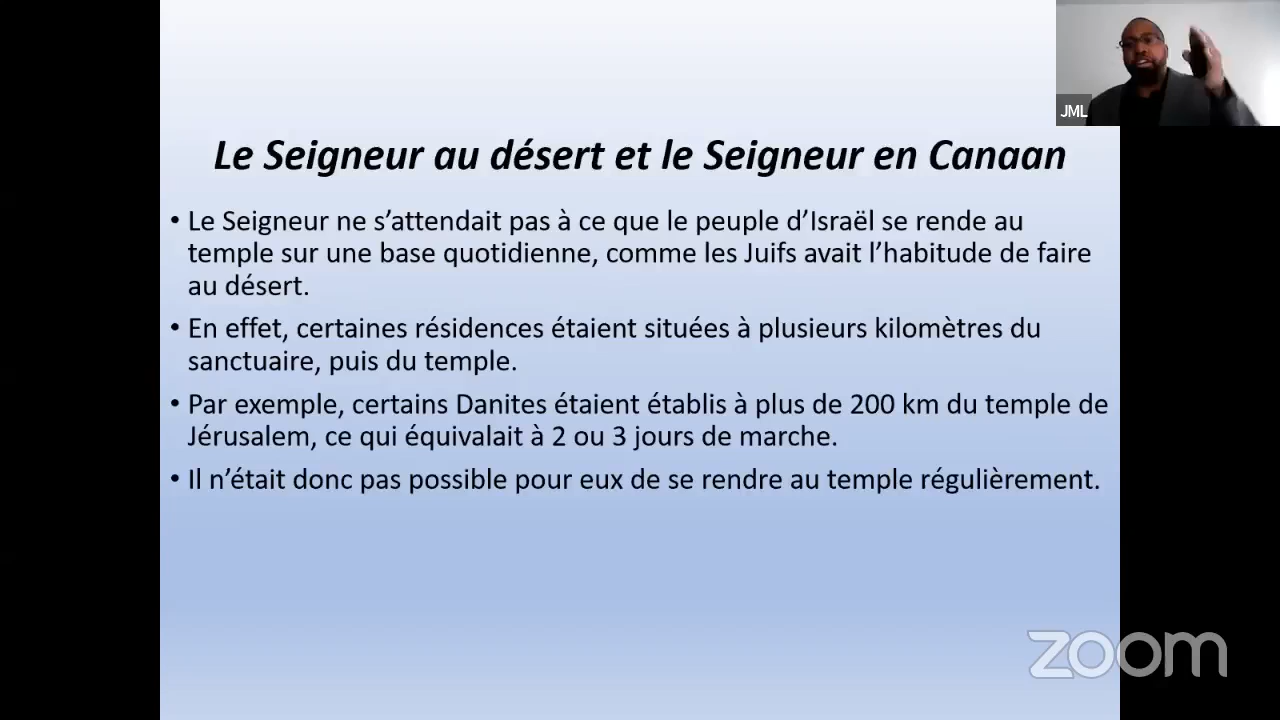 JML
Le Seigneur au désert et le Seigneur en Canaan
• Le Seigneur ne s’attendait pas à ce que le peuple d’Israël se rende au
temple sur une base quotidienne, comme les Juifs avait l’habitude de faire
au désert.
• En effet, certaines résidences étaient situées à plusieurs kilomètres du
sanctuaire, puis du temple.
• Par exemple, certains Danites étaient établis à plus de 200 km du temple de
Jérusalem, ce qui équivalait à 2 ou 3 jours de marche.
• Il n’était donc pas possible pour eux de se rendre au temple régulièrement.
zoom